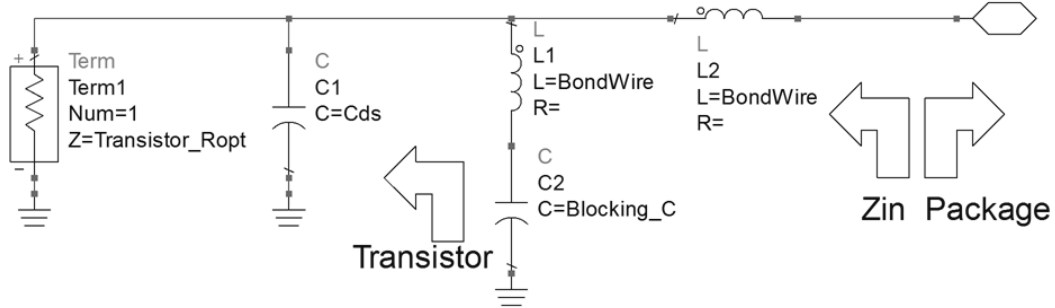 +
Term
Term1
Num=1
Z=Transistor_Ropt
-
C
C1
C=Cds
L
L1
L=BondWire
R=
C
C2
C=Blocking_C
L
L2
L=BondWire
R=
Transistor
Zin
Package